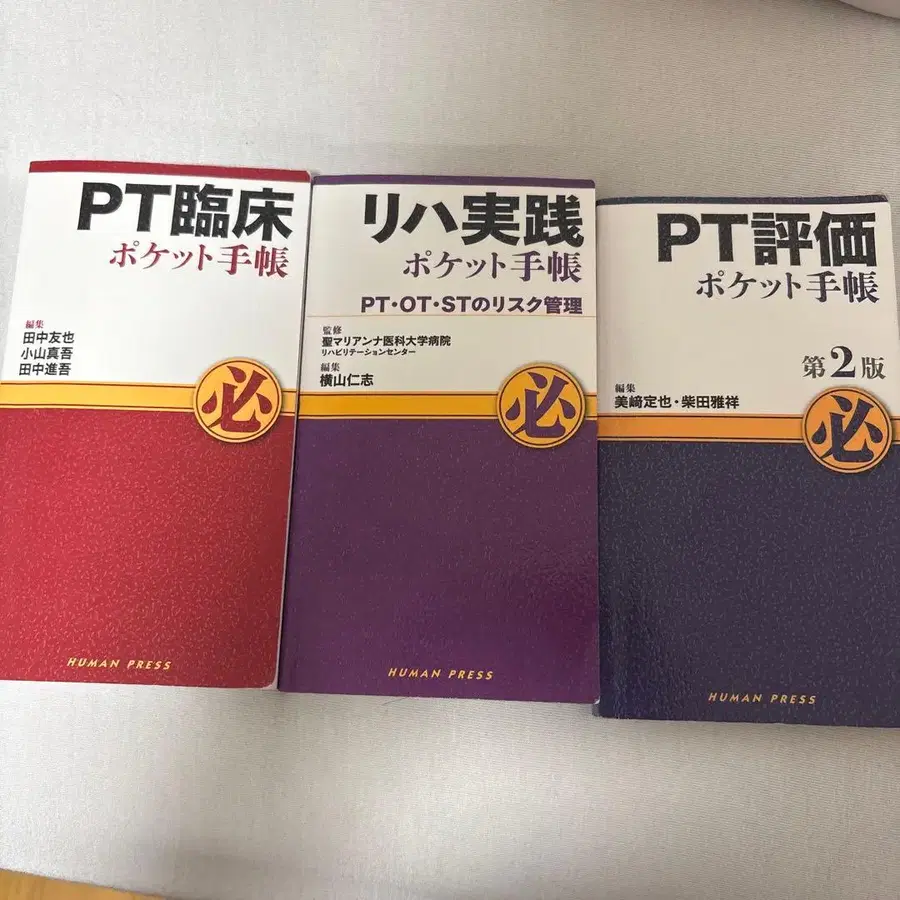 PT臨床
ポケット手帳
編集
田中友也
小山真吾
田中進吾
必
HUMAN PRESS
リハ実践
ポケット手帳
PT・OT・STのリスク管理
監修
聖マリアンナ医科大学病院
リハビリテーションセンター
編集
横山仁志
必
HUMAN PRESS
PT評価
ポケット手帳
第2版
編集
美﨑定也・柴田雅祥
必
HUMAN PRESS